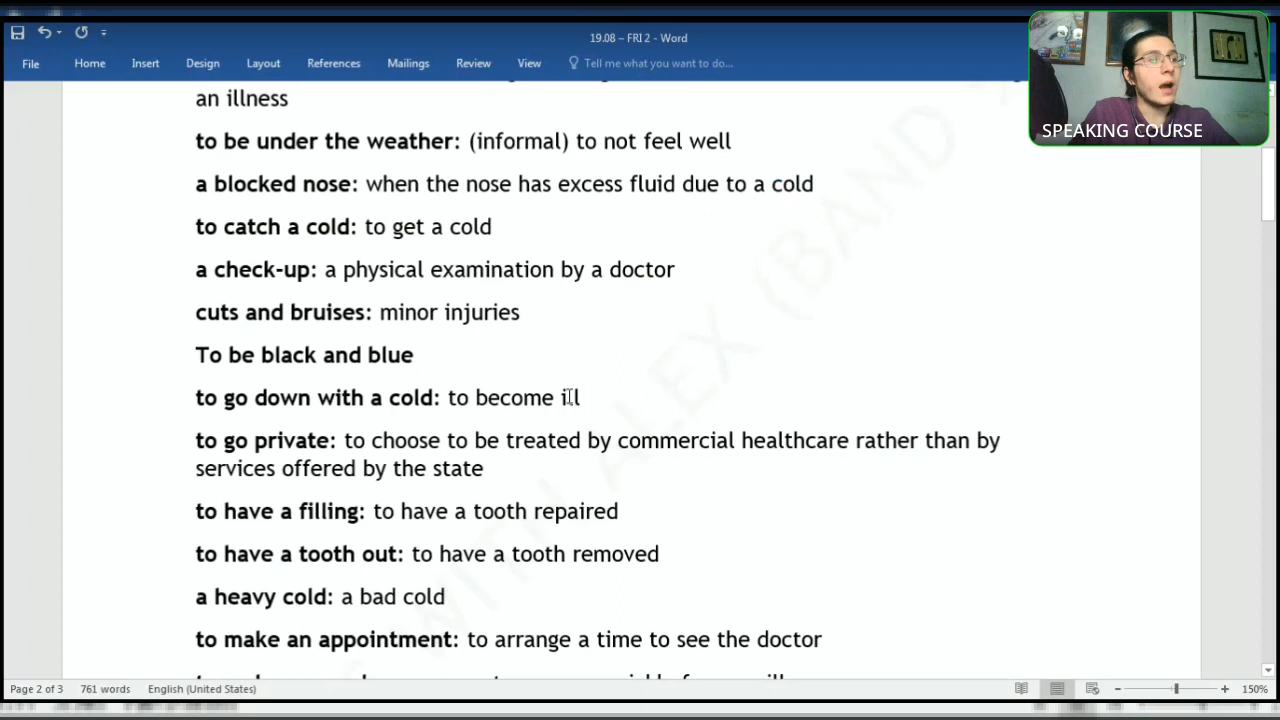 19.08 – FRI 2 - Word
File Home Insert Design Layout References Mailings Review View Tell me what you want to do...
SPEAKING COURSE
an illness
to be under the weather: (informal) to not feel well
a blocked nose: when the nose has excess fluid due to a cold
to catch a cold: to get a cold
a check-up: a physical examination by a doctor
cuts and bruises: minor injuries
To be black and blue
to go down with a cold: to become ill
to go private: to choose to be treated by commercial healthcare rather than by
services offered by the state
to have a filling: to have a tooth repaired
to have a tooth out: to have a tooth removed
a heavy cold: a bad cold
to make an appointment: to arrange a time to see the doctor
WITH ALEX (BAND
Page 2 of 3 761 words English (United States) 150%